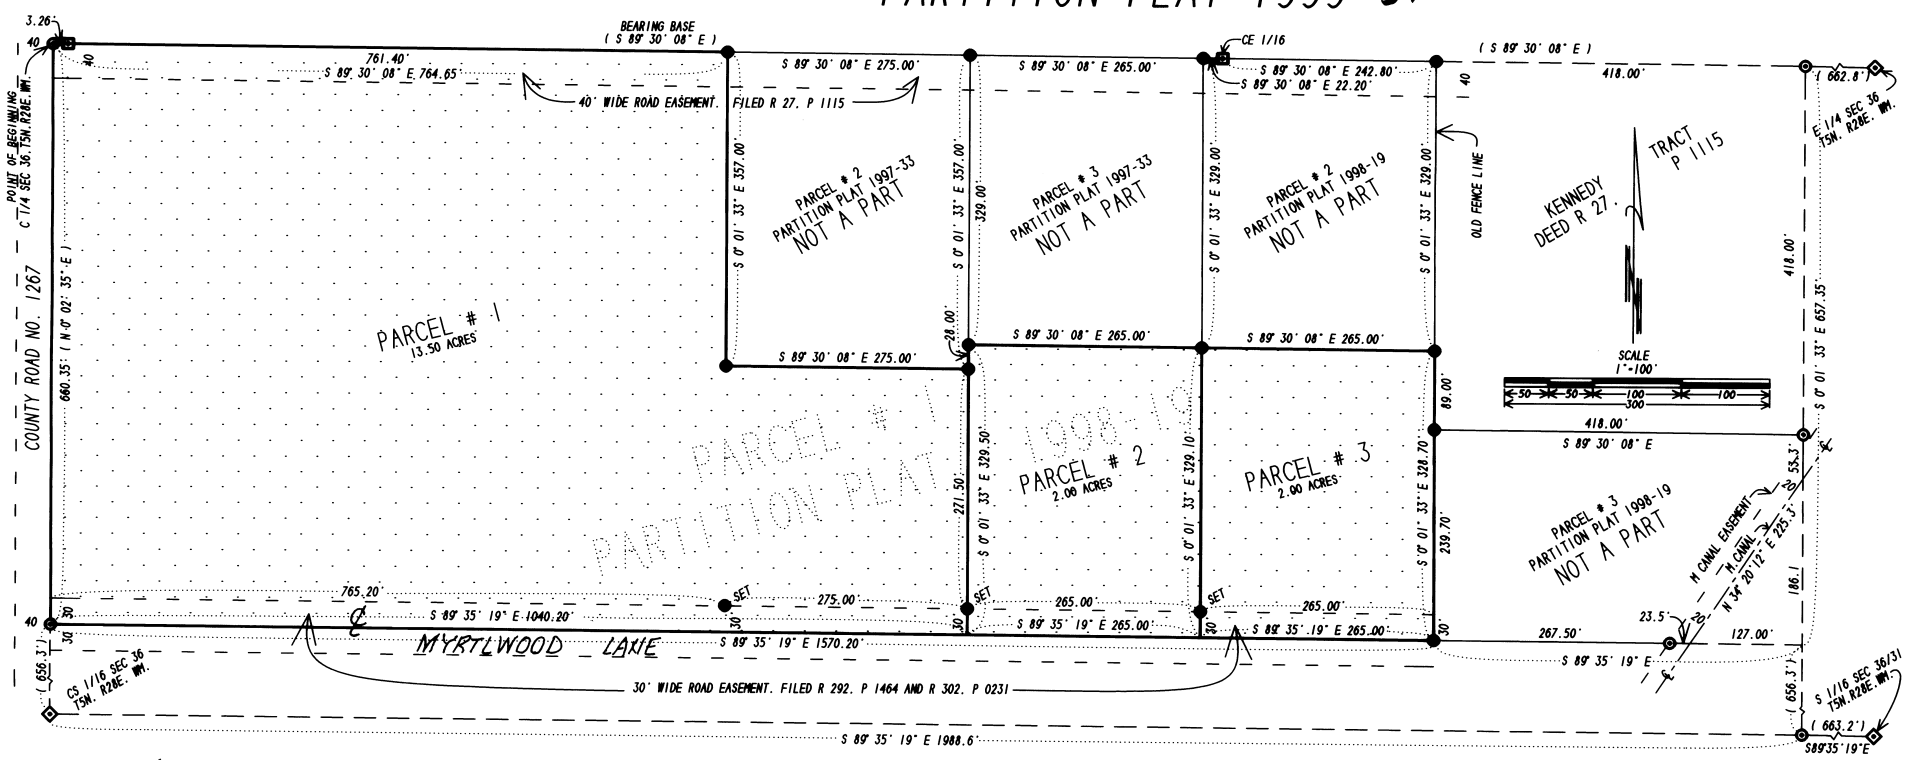 PARTITION PLAT 1999-
3.26'
40
40
BEARING BASE
( S 89° 30' 08" E )
761.40'
S 89° 30' 08" E 764.65'
S 89° 30' 08" E 275.00'
S 89° 30' 08" E 265.00'
CE 1/16
S 89° 30' 08" E 242.80'
S 89° 30' 08" E 22.20'
( S 89° 30' 08" E )
418.00'
( 662.8')
E 1/4 SEC 36
T5N. R28E. WM.
40
40' WIDE ROAD EASEMENT. FILED R 27. P 1115
POINT OF BEGINNING
C 1/4 SEC 36.T5N.R28E.WM.
COUNTY ROAD NO. 1267
660.35' ( N 0° 02' 35" E )
S 0° 01' 33" E 357.00'
PARCEL # 2
PARTITION PLAT 1997-33
NOT A PART
S 0° 01' 33" E 357.00'
329.00'
PARCEL # 3
PARTITION PLAT 1997-33
NOT A PART
S 0° 01' 33" E 329.00'
PARCEL # 2
PARTITION PLAT 1998-19
NOT A PART
S 0° 01' 33" E 329.00'
OLD FENCE LINE
KENNEDY TRACT
DEED R 27. P 1115
418.00'
S 0° 01' 33" E 657.35'
PARCEL # 1
13.50 ACRES
28.00'
S 89° 30' 08" E 275.00'
S 89° 30' 08" E 265.00'
S 89° 30' 08" E 265.00'
SCALE
1"=100'
50 50 100 100
300
89.00'
418.00'
S 89° 30' 08" E
PARCEL # 1
PARTITION PLAT 1998-19
271.50'
S 0° 01' 33" E 329.50'
PARCEL # 2
2.00 ACRES
S 0° 01' 33" E 329.10'
PARCEL # 3
2.00 ACRES
S 0° 01' 33" E 328.70'
239.70'
PARCEL # 3
PARTITION PLAT 1998-19
NOT A PART
M CANAL EASEMENT
M. CANAL
N 34° 20' 12" E 225.3'
20
20
53.3'
186.1
765.20'
SET
275.00'
SET
265.00'
265.00'
40
30
30
S 89° 35' 19" E 1040.20'
30
30
S 89° 35' 19" E 265.00'
30
S 89° 35' 19" E 265.00'
30
267.50'
23.5'
127.00'
S 89° 35' 19" E
MYRTLWOOD LANE
S 89° 35' 19" E 1570.20'
( 656.3')
CS 1/16 SEC 36
T5N. R28E. WM.
30' WIDE ROAD EASEMENT. FILED R 292. P 1464 AND R 302. P 0231
( 656.3')
S 1/16 SEC 36/31
T5N.R28E.WM.
( 663.2')
S89°35'19"E
S 89° 35' 19" E 1988.6'